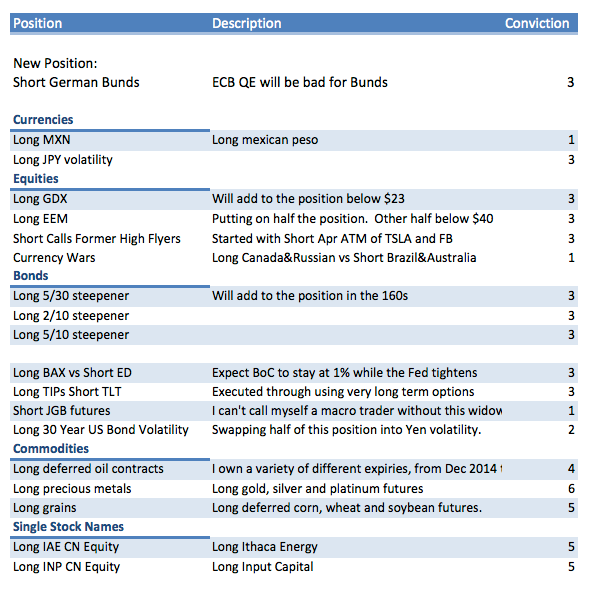 Position Description Conviction
New Position:
Short German Bunds ECB QE will be bad for Bunds 3
Currencies
Long MXN Long mexican peso 1
Long JPY volatility 3
Equities
Long GDX Will add to the position below $23 3
Long EEM Putting on half the position.  Other half below $40 3
Short Calls Former High Flyers Started with Short Apr ATM of TSLA and FB 3
Currency Wars Long Canada&Russian vs Short Brazil&Australia 1
Bonds
Long 5/30 steepener Will add to the position in the 160s 3
Long 2/10 steepener 3
Long 5/10 steepener 3
Long BAX vs Short ED Expect BoC to stay at 1% while the Fed tightens 3
Long TIPs Short TLT Executed through using very long term options 3
Short JGB futures I can't call myself a macro trader without this widow 1
Long 30 Year US Bond Volatility Swapping half of this position into Yen volatility. 2
Commodities
Long deferred oil contracts I own a variety of different expiries, from Dec 2014 4
Long precious metals Long gold, silver and platinum futures 6
Long grains Long deferred corn, wheat and soybean futures. 5
Single Stock Names
Long IAE CN Equity Long Ithaca Energy 5
Long INP CN Equity Long Input Capital 5